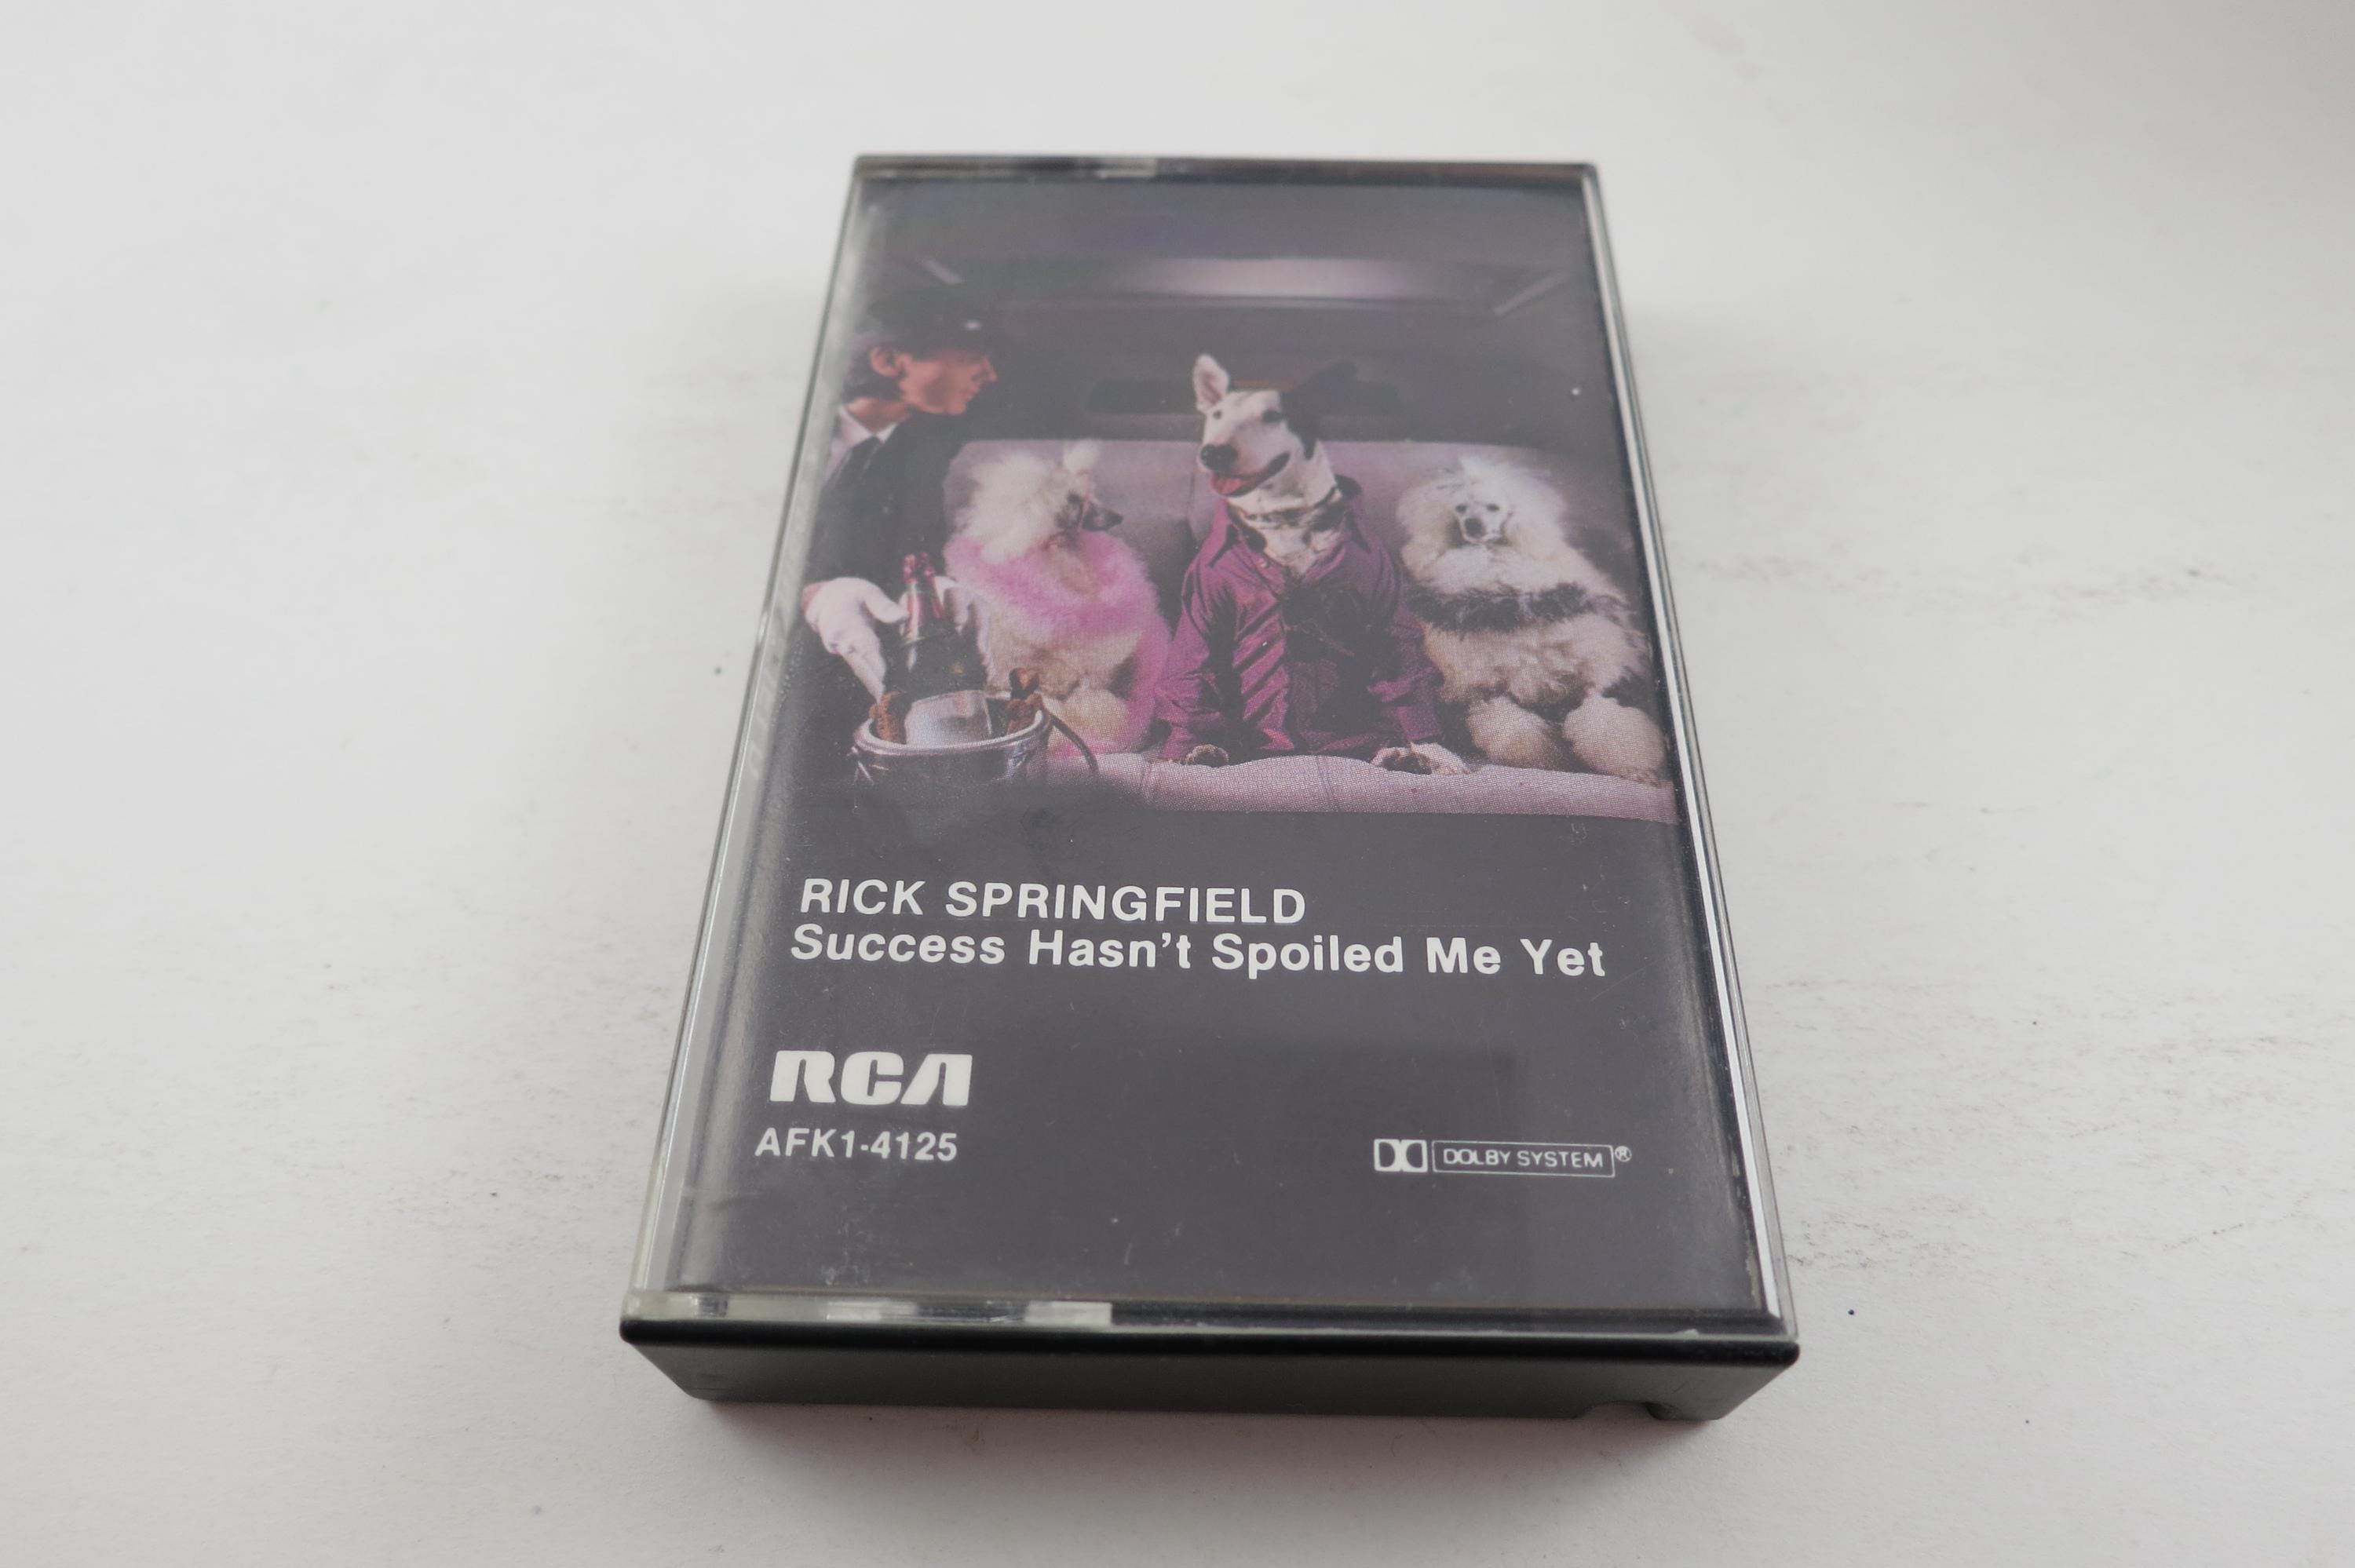 RICK SPRINGFIELD
Success Hasn't Spoiled Me Yet
RCA
AFK1-4125
DOLBY SYSTEM®